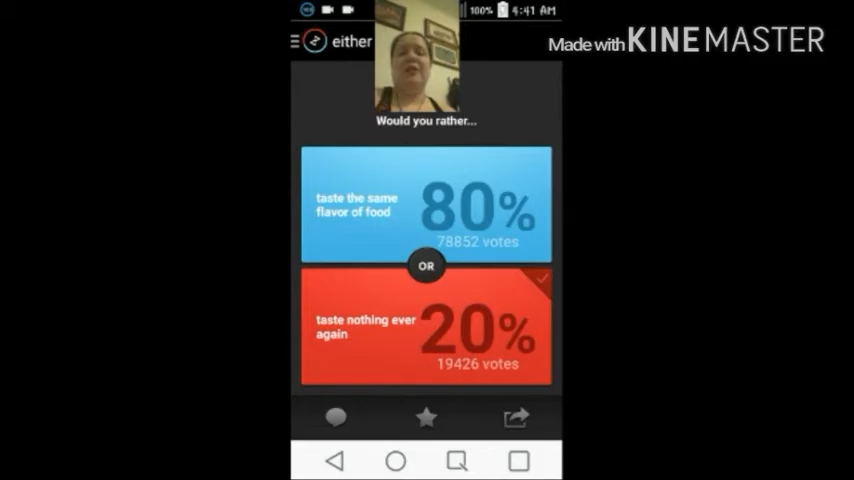 100% 4:41 AM
either
Made with KINEMASTER
Would you rather...
taste the same
flavor of food
80%
78852 votes
OR
taste nothing ever
again
20%
19426 votes